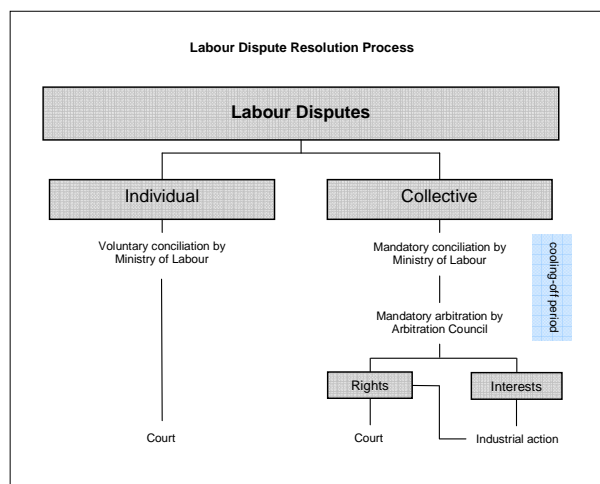 Labour Dispute Resolution Process
Labour Disputes
Individual
Collective
Voluntary conciliation by
Ministry of Labour
Mandatory conciliation by
Ministry of Labour
cooling-off period
Mandatory arbitration by
Arbitration Council
Rights
Interests
Court
Court
Industrial action